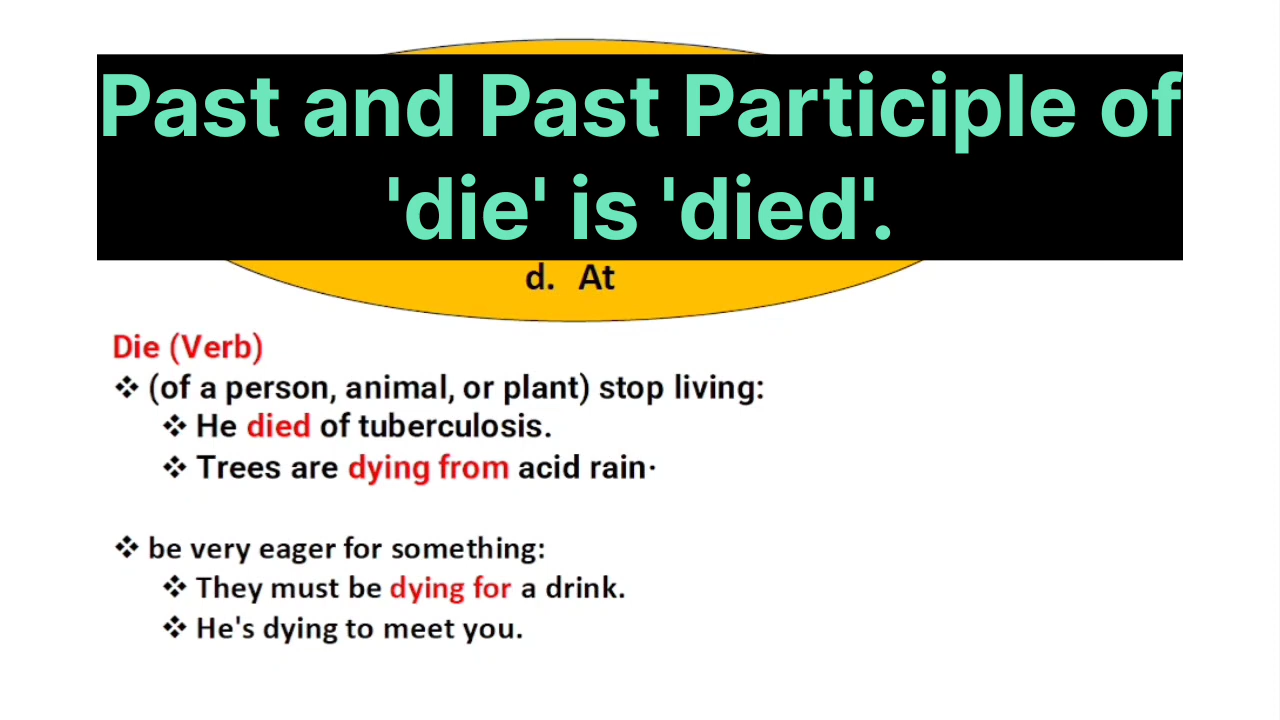 Past and Past Participle of
'die' is 'died'.
d. At
Die (Verb)
❖ (of a person, animal, or plant) stop living:
❖ He died of tuberculosis.
❖ Trees are dying from acid rain·
❖ be very eager for something:
❖ They must be dying for a drink.
❖ He's dying to meet you.